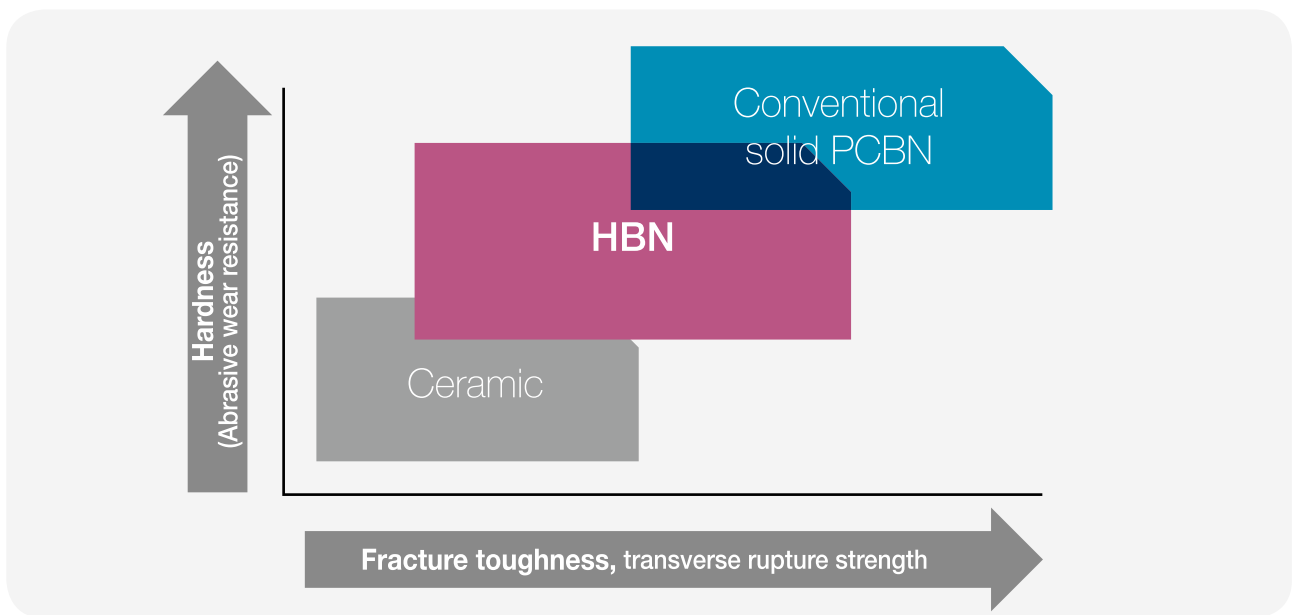 Conventional
solid PCBN
HBN
Ceramic
Hardness
(Abrasive wear resistance)
Fracture toughness, transverse rupture strength